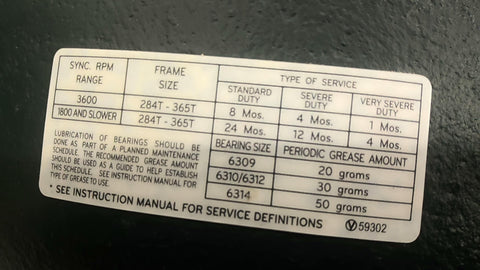 SYNC. RPM RANGE FRAME SIZE TYPE OF SERVICE
STANDARD DUTY SEVERE DUTY VERY SEVERE DUTY
3600 284T - 365T 8 Mos. 4 Mos. 1 Mos.
1800 AND SLOWER 284T - 365T 24 Mos. 12 Mos. 4 Mos.
LUBRICATION OF BEARINGS SHOULD BE
DONE AS PART OF A PLANNED MAINTENANCE
SCHEDULE. THE RECOMMENDED GREASE AMOUNT
SHOULD BE USED AS A GUIDE TO HELP ESTABLISH
THIS SCHEDULE. SEE INSTRUCTION MANUAL FOR
TYPE OF GREASE TO USE.
BEARING SIZE PERIODIC GREASE AMOUNT
6309 20 grams
6310/6312 30 grams
6314 50 grams
* SEE INSTRUCTION MANUAL FOR SERVICE DEFINITIONS
59302